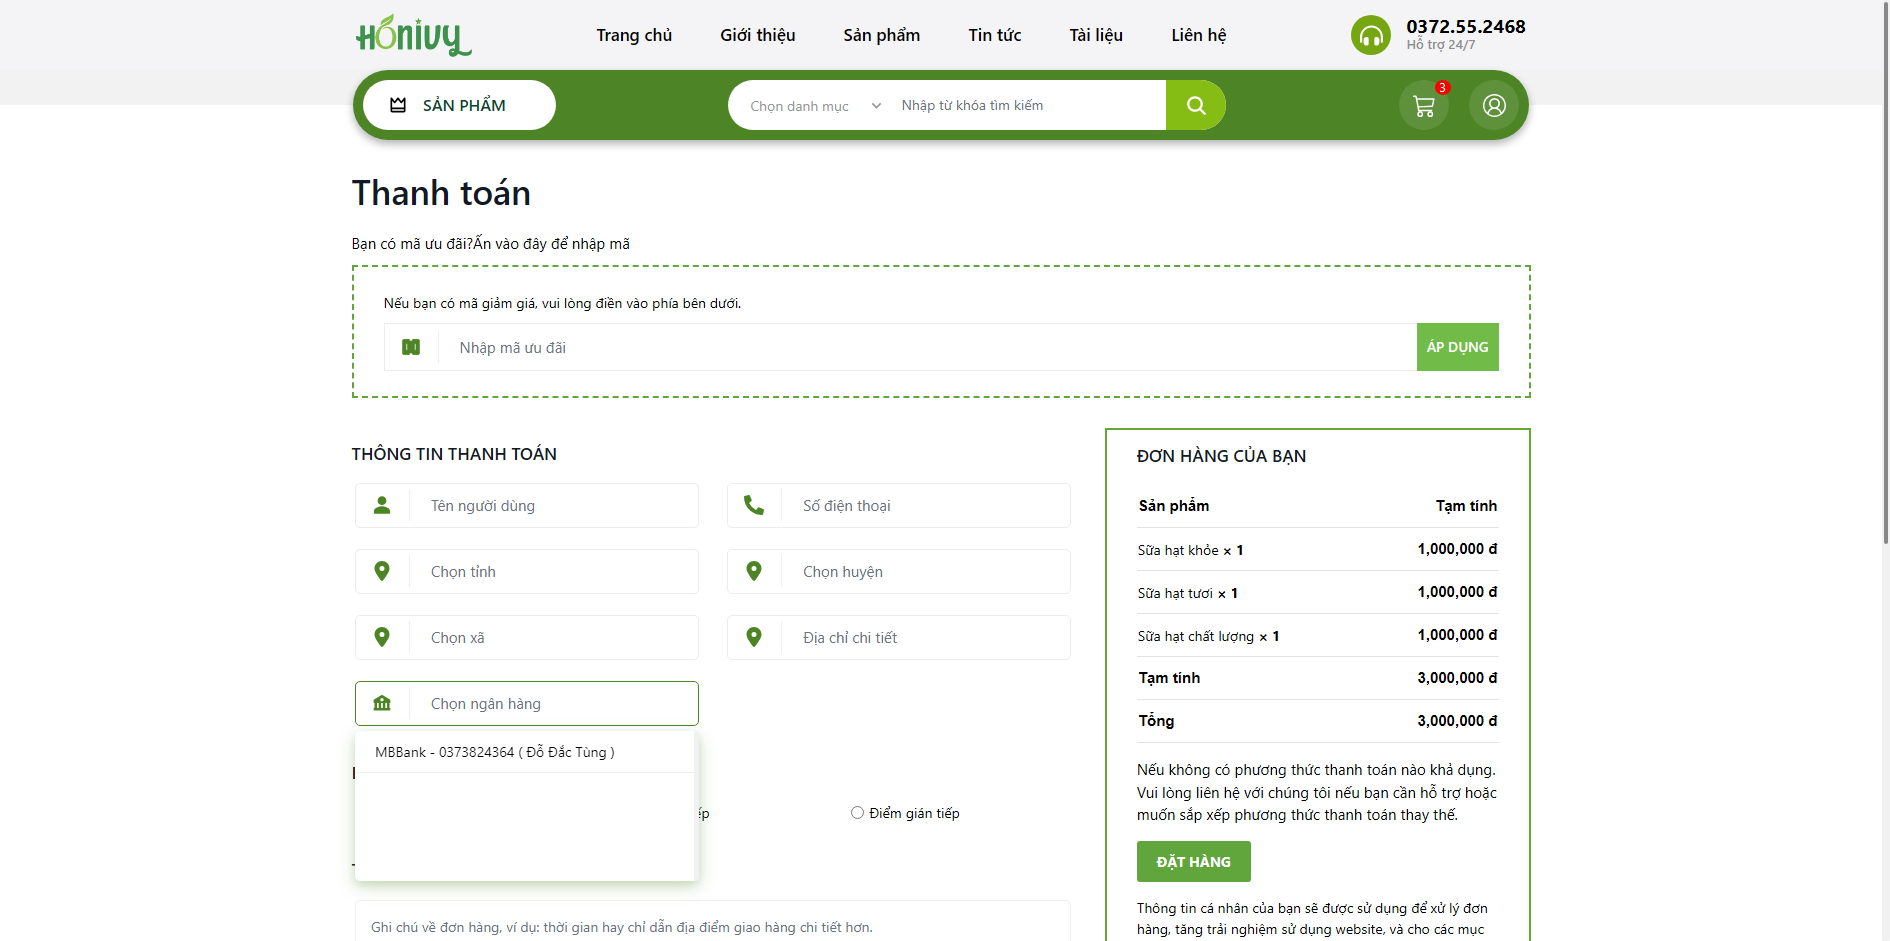 Honivy
Trang chủ
Giới thiệu
Sản phẩm
Tin tức
Tài liệu
Liên hệ
0372.55.2468
Hỗ trợ 24/7
SẢN PHẨM
Chọn danh mục
Nhập từ khóa tìm kiếm
3
Thanh toán
Bạn có mã ưu đãi?Ấn vào đây để nhập mã
Nếu bạn có mã giảm giá, vui lòng điền vào phía bên dưới.
Nhập mã ưu đãi
ÁP DỤNG
THÔNG TIN THANH TOÁN
Tên người dùng
Số điện thoại
Chọn tỉnh
Chọn huyện
Chọn xã
Địa chỉ chi tiết
Chọn ngân hàng
MBBank - 0373824364 ( Đỗ Đắc Tùng )
Điểm gián tiếp
Ghi chú về đơn hàng, ví dụ: thời gian hay chỉ dẫn địa điểm giao hàng chi tiết hơn.
ĐƠN HÀNG CỦA BẠN
Sản phẩm Tạm tính
Sữa hạt khỏe × 1 1,000,000 đ
Sữa hạt tươi × 1 1,000,000 đ
Sữa hạt chất lượng × 1 1,000,000 đ
Tạm tính 3,000,000 đ
Tổng 3,000,000 đ
Nếu không có phương thức thanh toán nào khả dụng.
Vui lòng liên hệ với chúng tôi nếu bạn cần hỗ trợ hoặc
muốn sắp xếp phương thức thanh toán thay thế.
ĐẶT HÀNG
Thông tin cá nhân của bạn sẽ được sử dụng để xử lý đơn
hàng, tăng trải nghiệm sử dụng website, và cho các mục